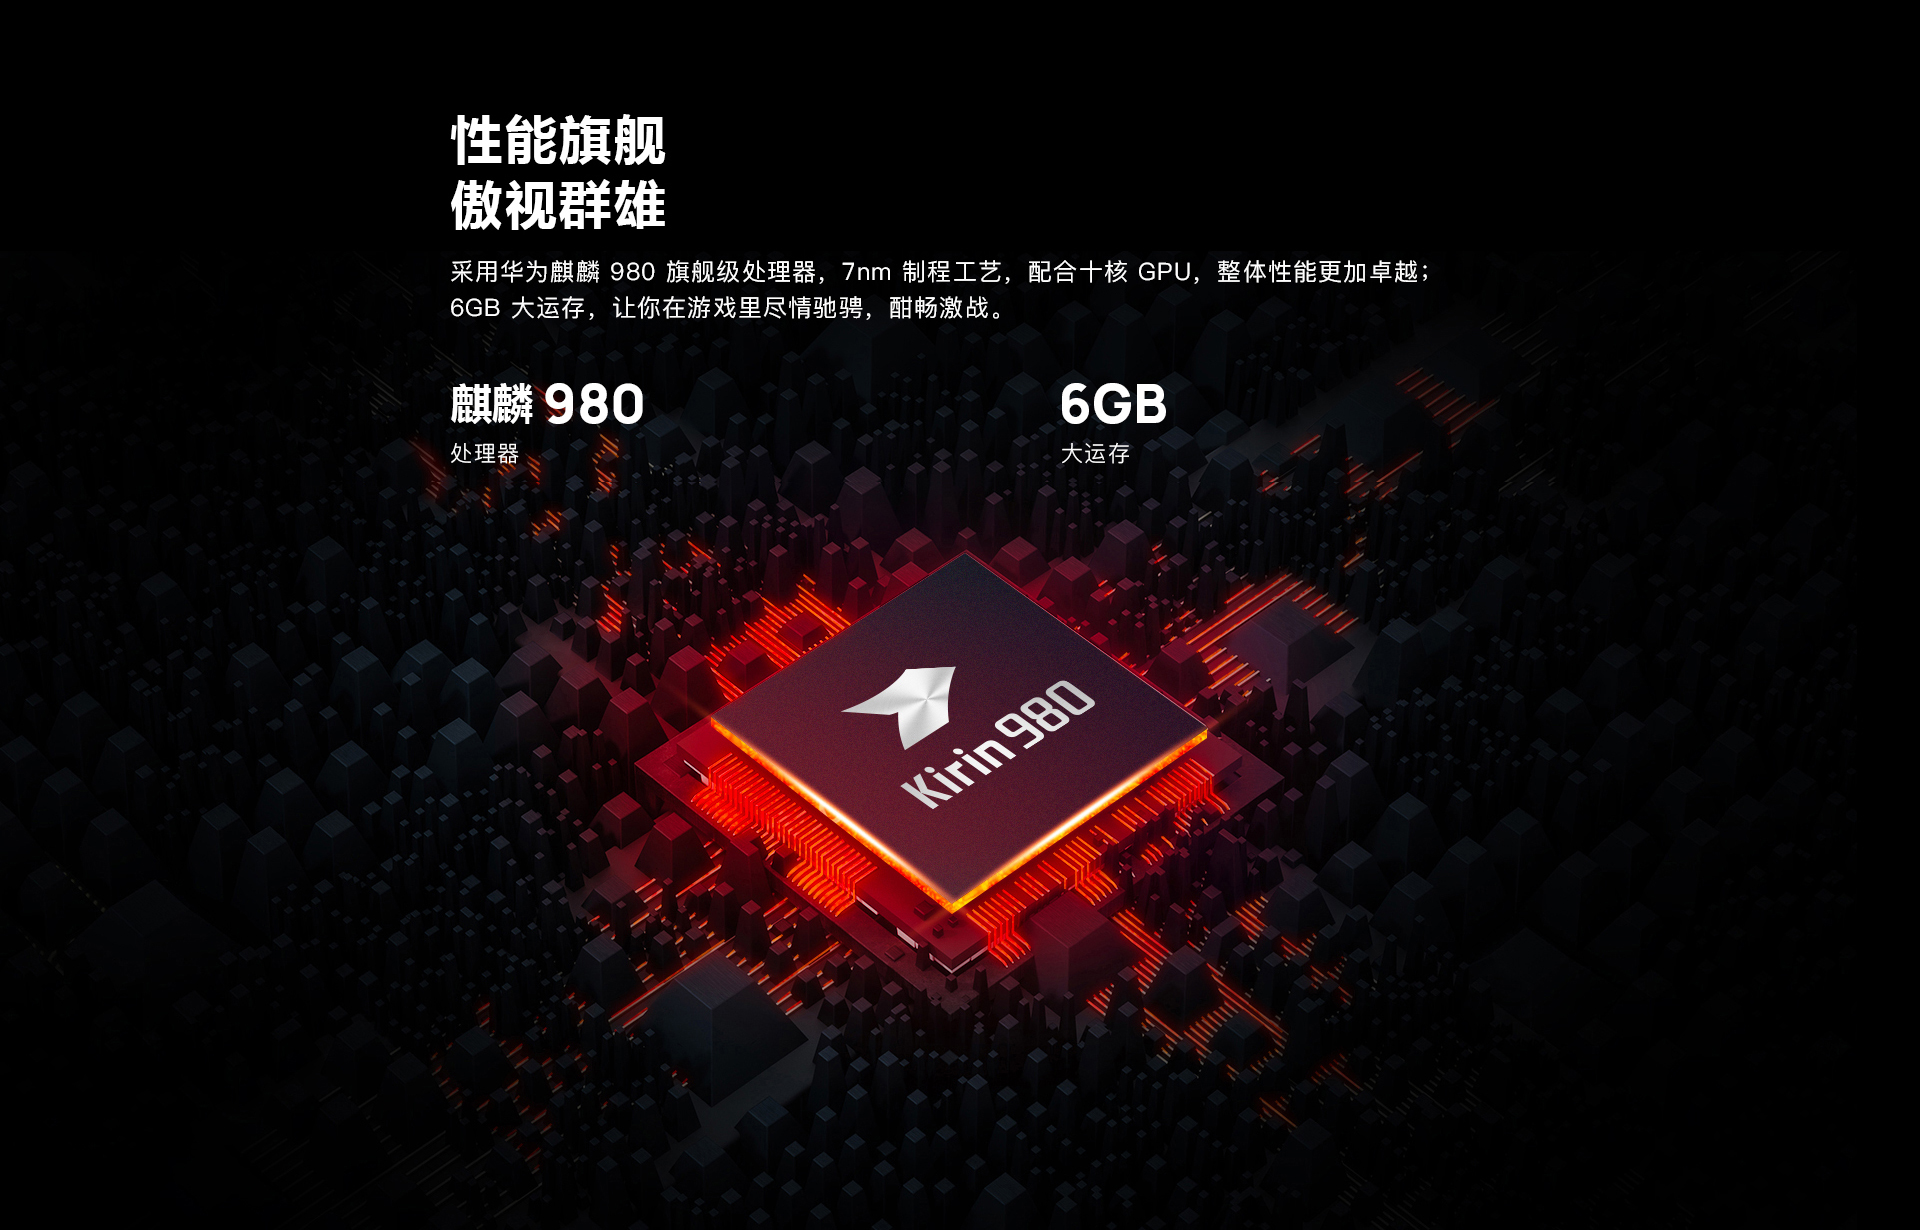 性能旗舰
傲视群雄
采用华为麒麟 980 旗舰级处理器，7nm 制程工艺，配合十核 GPU，整体性能更加卓越；
6GB 大运存，让你在游戏里尽情驰骋，酣畅激战。
麒麟 980
处理器
6GB
大运存
Kirin 980